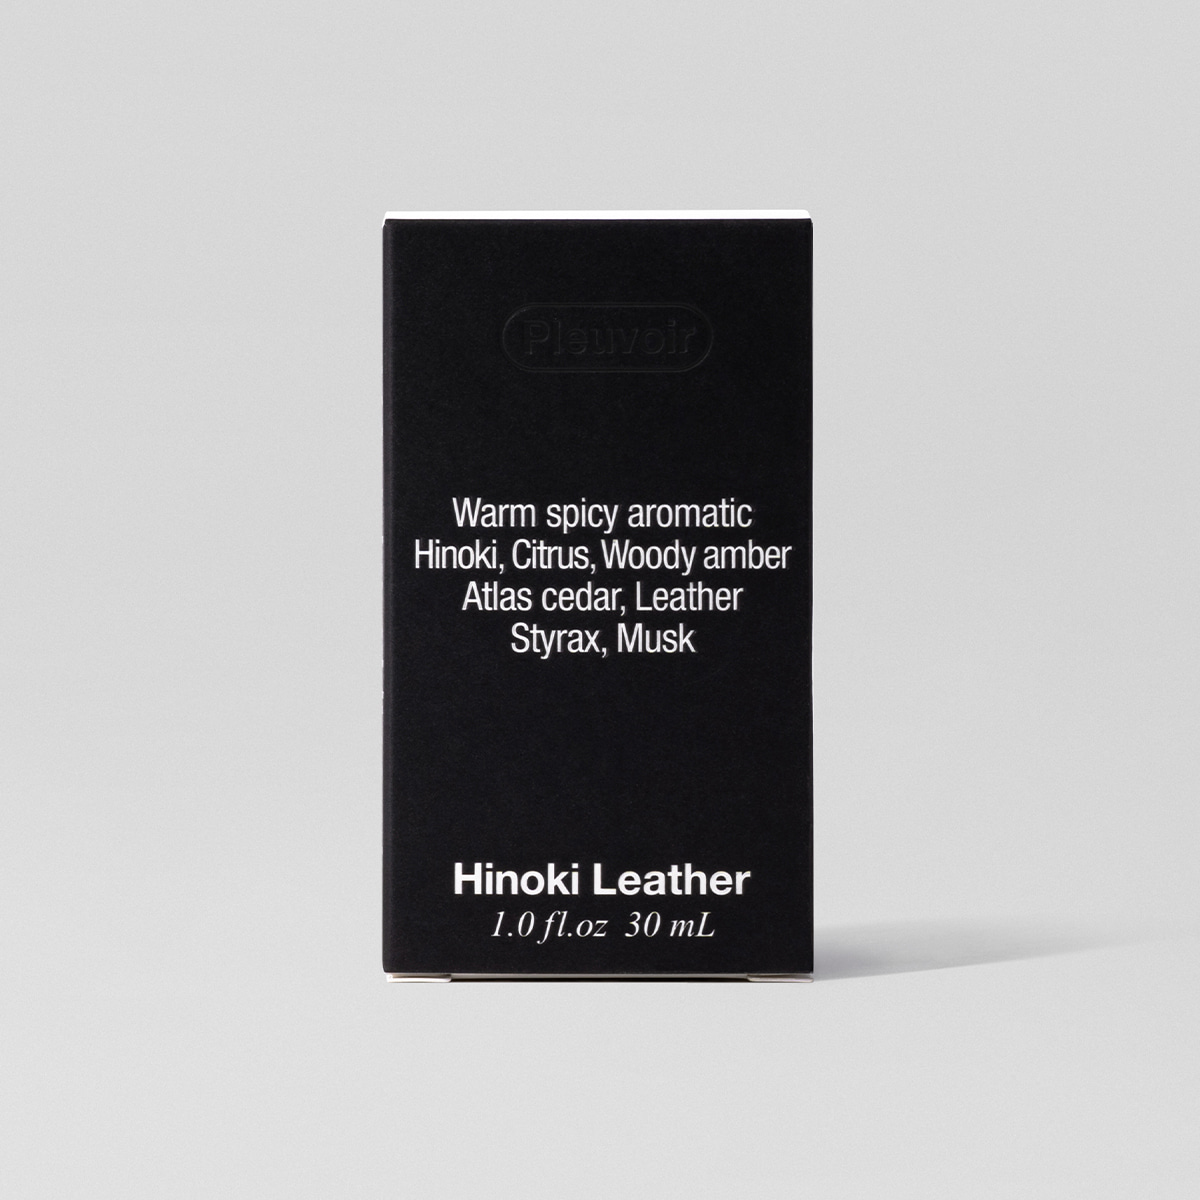 Pleuvoir
Warm spicy aromatic
Hinoki, Citrus, Woody amber
Atlas cedar, Leather
Styrax, Musk
Hinoki Leather
1.0 fl.oz 30 mL